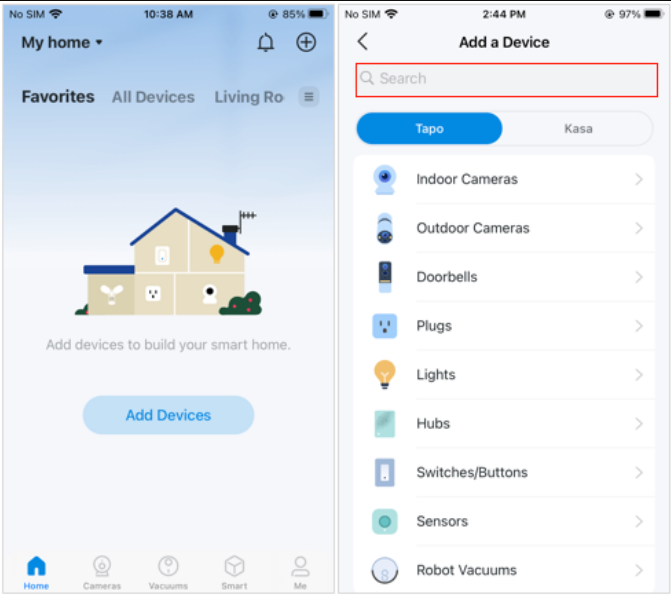 No SIM 10:38 AM 85%
My home
Favorites All Devices Living Ro
Add devices to build your smart home.
Add Devices
Home Cameras Vacuums Smart Me
No SIM 2:44 PM 97%
Add a Device
Search
Tapo Kasa
Indoor Cameras
Outdoor Cameras
Doorbells
Plugs
Lights
Hubs
Switches/Buttons
Sensors
Robot Vacuums